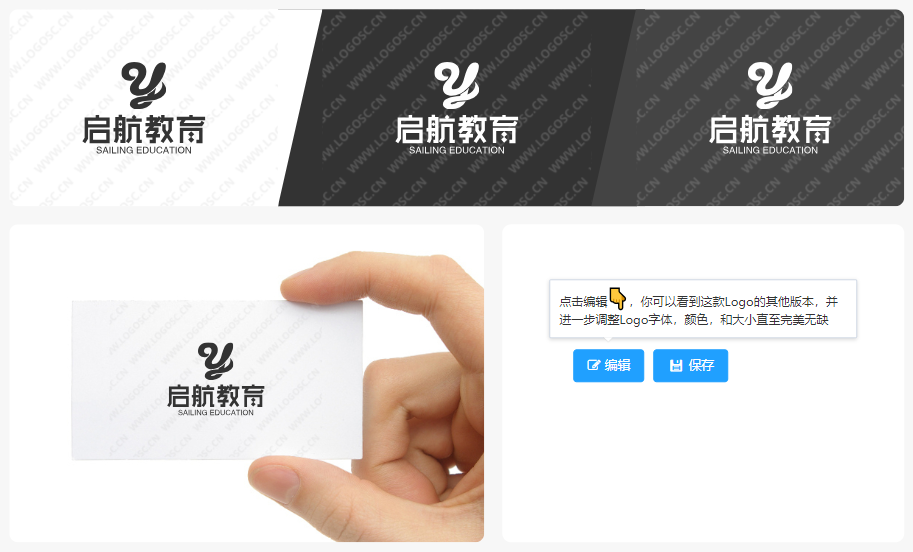 启航教育
SAILING EDUCATION
启航教育
SAILING EDUCATION
启航教育
SAILING EDUCATION
WWW.LOGOSC.CN
启航教育
SAILING EDUCATION
点击编辑👇，你可以看到这款Logo的其他版本，并
进一步调整Logo字体，颜色，和大小直至完美无缺
编辑
保存